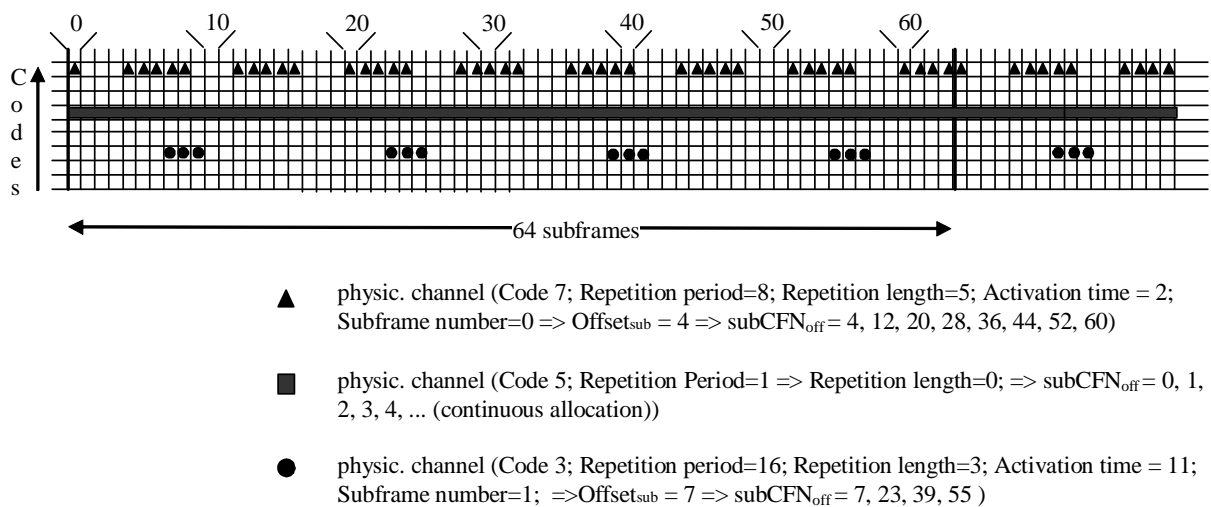 0 10 20 30 40 50 60
C
o
d
e
s
64 subframes
physic. channel (Code 7; Repetition period=8; Repetition length=5; Activation time = 2;
Subframe number=0 => Offsetsub = 4 => subCFNoff = 4, 12, 20, 28, 36, 44, 52, 60)
physic. channel (Code 5; Repetition Period=1 => Repetition length=0; => subCFNoff = 0, 1,
2, 3, 4, ... (continuous allocation))
physic. channel (Code 3; Repetition period=16; Repetition length=3; Activation time = 11;
Subframe number=1; =>Offsetsub = 7 => subCFNoff = 7, 23, 39, 55 )